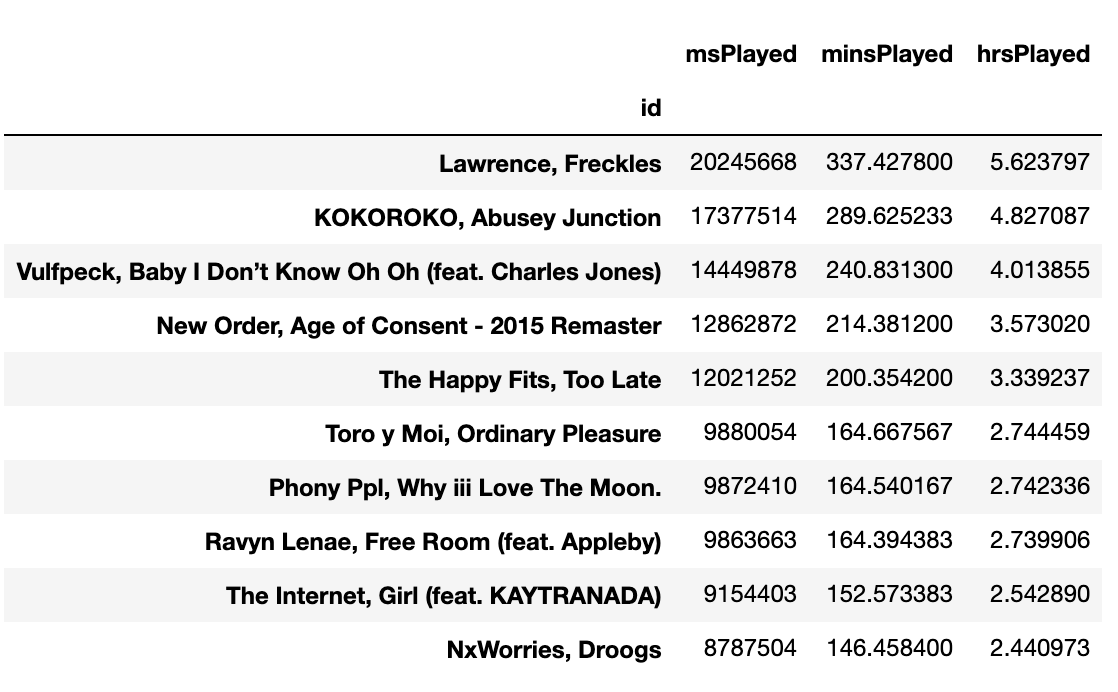 msPlayed minsPlayed hrsPlayed
id
Lawrence, Freckles 20245668 337.427800 5.623797
KOKOROKO, Abusey Junction 17377514 289.625233 4.827087
Vulfpeck, Baby I Don’t Know Oh Oh (feat. Charles Jones) 14449878 240.831300 4.013855
New Order, Age of Consent - 2015 Remaster 12862872 214.381200 3.573020
The Happy Fits, Too Late 12021252 200.354200 3.339237
Toro y Moi, Ordinary Pleasure 9880054 164.667567 2.744459
Phony Ppl, Why iii Love The Moon. 9872410 164.540167 2.742336
Ravyn Lenae, Free Room (feat. Appleby) 9863663 164.394383 2.739906
The Internet, Girl (feat. KAYTRANADA) 9154403 152.573383 2.542890
NxWorries, Droogs 8787504 146.458400 2.440973